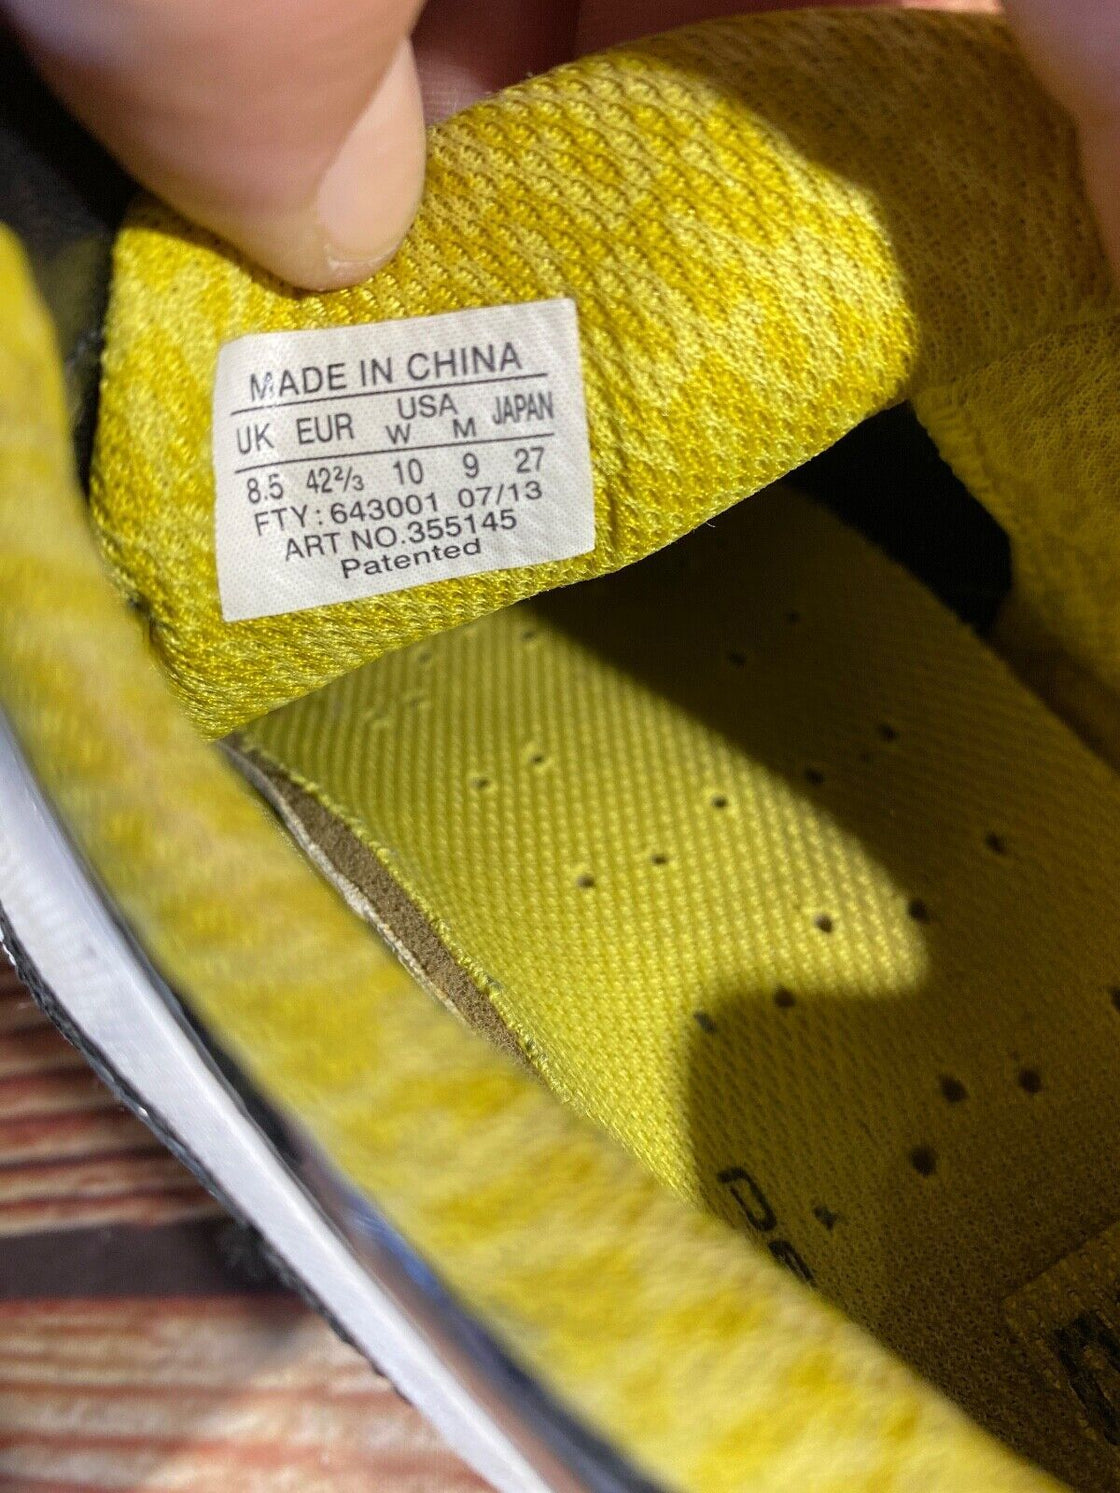 MADE IN CHINA
UK EUR USA W M JAPAN
8.5 42⅔ 10 9 27
FTY: 643001 07/13
ART NO.355145
Patented